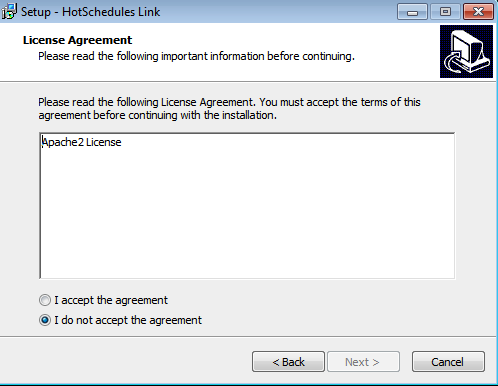 Setup - HotSchedules Link
License Agreement
Please read the following important information before continuing.
Please read the following License Agreement. You must accept the terms of this
agreement before continuing with the installation.
Apache2 License
I accept the agreement
I do not accept the agreement
< Back
Next >
Cancel